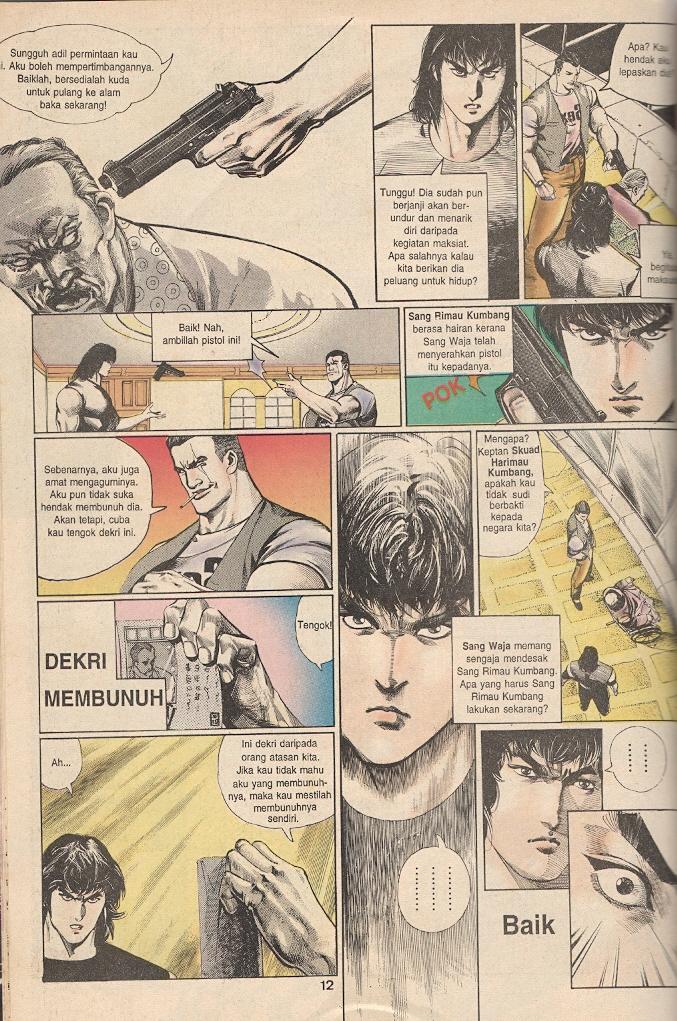 Sungguh adil permintaan kau
i. Aku boleh mempertimbangannya.
Baiklah, bersedialah kuda
untuk pulang ke alam
baka sekarang!
Tunggu! Dia sudah pun
berjanji akan ber-
undur dan menarik
diri daripada
kegiatan maksiat.
Apa salahnya kalau
kita berikan dia
peluang untuk hidup?
Apa? Kau
hendak
lepaskan
Baik! Nah,
ambillah pistol ini!
Sang Rimau Kumbang
berasa hairan kerana
Sang Waja telah
menyerahkan pistol
itu kepadanya.
POK
Sebenarnya, aku juga
amat mengaguminya.
Aku pun tidak suka
hendak membunuh dia.
Akan tetapi, cuba
kau tengok dekri ini.
Mengapa?
Keptan Skuad
Harimau
Kumbang,
apakah kau
tidak sudi
berbakti
kepada
negara kita?
Tengok!
DEKRI
MEMBUNUH
Sang Waja memang
sengaja mendesak
Sang Rimau Kumbang.
Apa yang harus Sang
Rimau Kumbang
lakukan sekarang?
Ah...
Ini dekri daripada
orang atasan kita.
Jika kau tidak mahu
aku yang membunuh-
nya, maka kau mestilah
membunuhnya
sendiri.
Baik
12